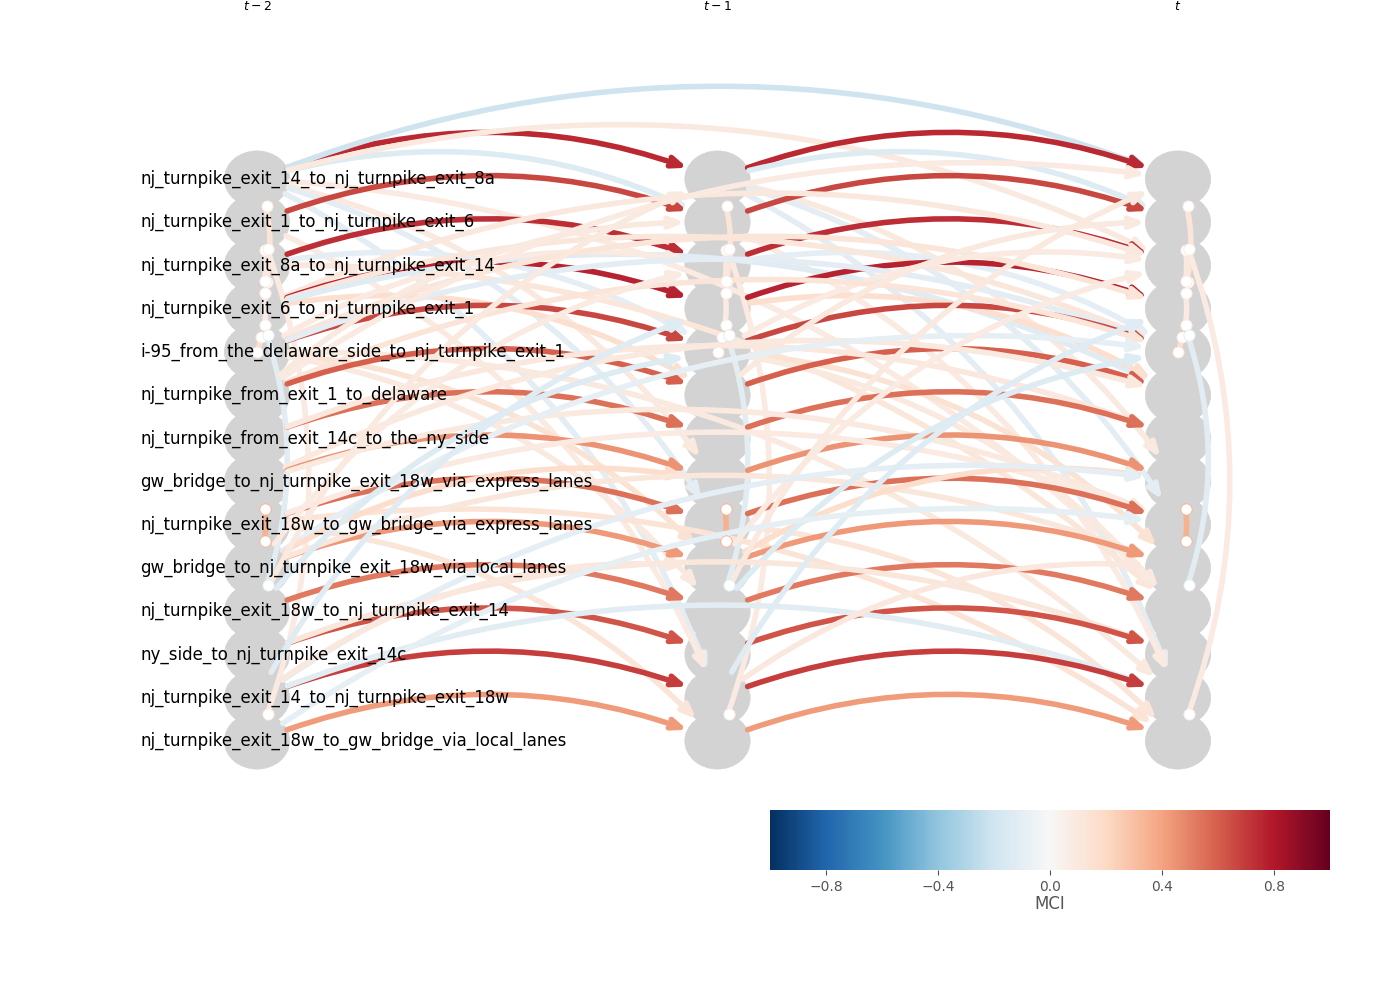 t − 2 t − 1 t
nj_turnpike_exit_14_to_nj_turnpike_exit_8a
nj_turnpike_exit_1_to_nj_turnpike_exit_6
nj_turnpike_exit_8a_to_nj_turnpike_exit_14
nj_turnpike_exit_6_to_nj_turnpike_exit_1
i-95_from_the_delaware_side_to_nj_turnpike_exit_1
nj_turnpike_from_exit_1_to_delaware
nj_turnpike_from_exit_14c_to_the_ny_side
gw_bridge_to_nj_turnpike_exit_18w_via_express_lanes
nj_turnpike_exit_18w_to_gw_bridge_via_express_lanes
gw_bridge_to_nj_turnpike_exit_18w_via_local_lanes
nj_turnpike_exit_18w_to_nj_turnpike_exit_14
ny_side_to_nj_turnpike_exit_14c
nj_turnpike_exit_14_to_nj_turnpike_exit_18w
nj_turnpike_exit_18w_to_gw_bridge_via_local_lanes
−0.8 −0.4 0.0 0.4 0.8
MCI